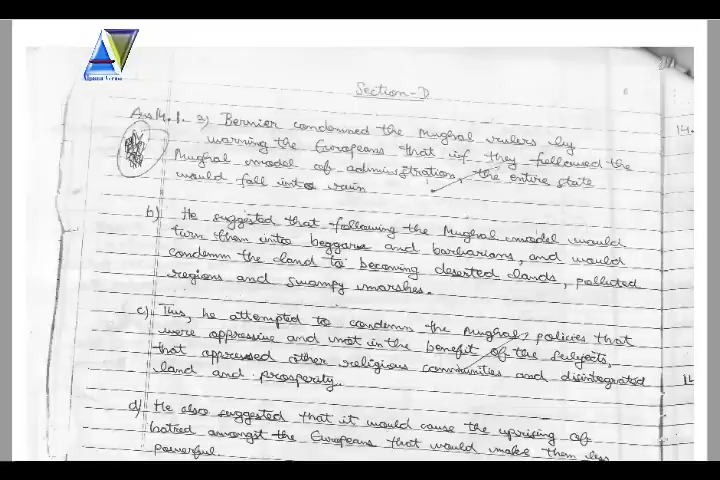 Section-D
Ans14. 1. a) Bernier condemned the Mughal rulers by
warning the Europeans that if they followed the
Mughal model of administration, the entire state
would fall into ruin
b) He suggested that following the Mughal model would
turn them into beggars and barbarians, and would
condemn the land to becoming deserted lands, polluted
regions and swampy marshes.
c) Thus, he attempted to condemn the Mughal policies that
were oppressive and not in the benefit of the subjects,
that oppressed other religious communities and disintegrated
land and prosperity.
d) He also suggested that it would cause the uprising of
hatred amongst the Europeans that would make them less
powerful.
14.